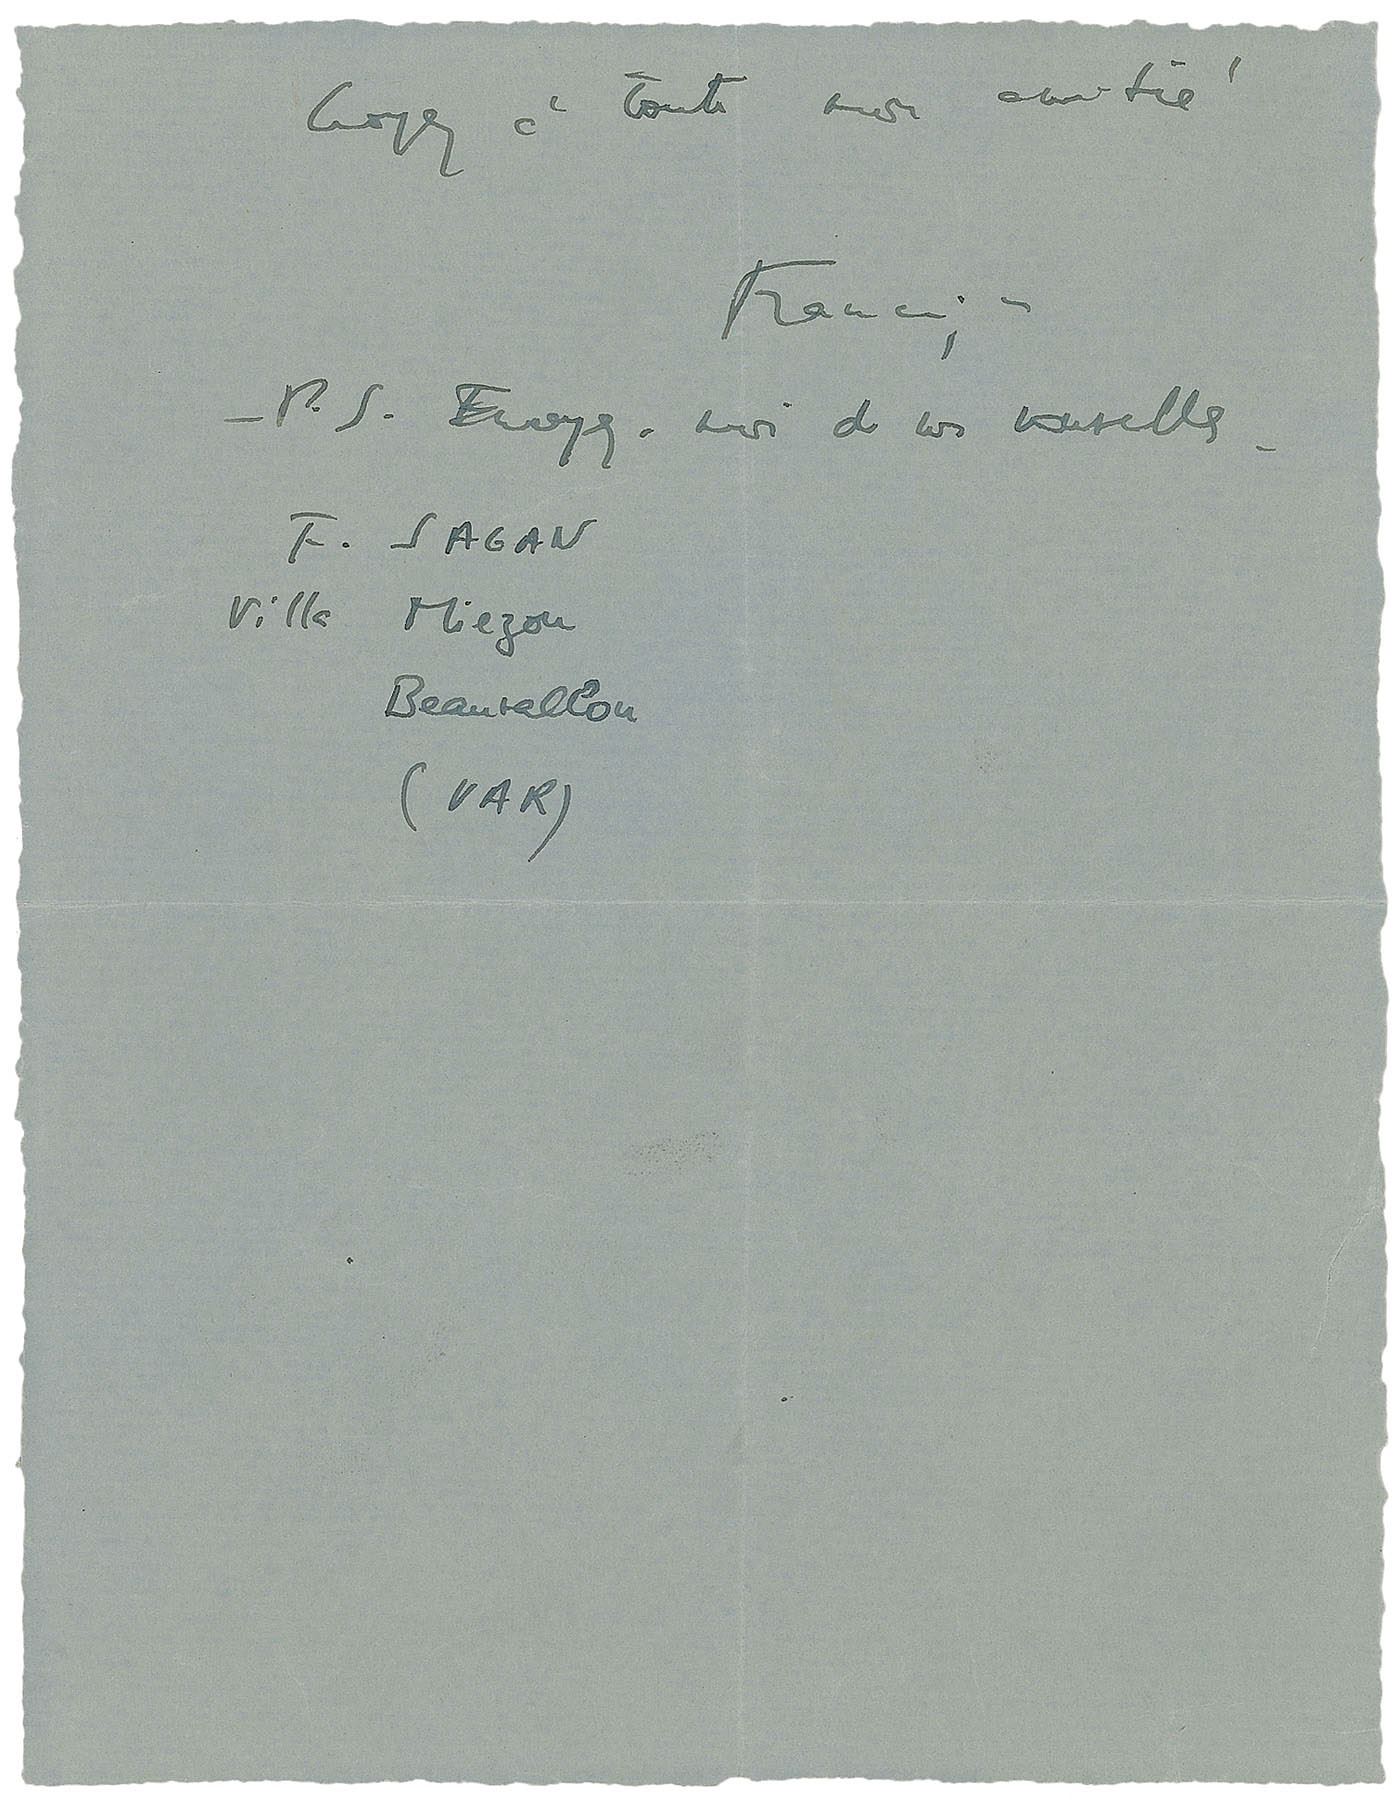 Croyez à toute mon amitié
Françoise
- P.S. Envoyez-moi de vos nouvelles -
F. SAGAN
Villa Miezou
Beauvallon
(VAR)